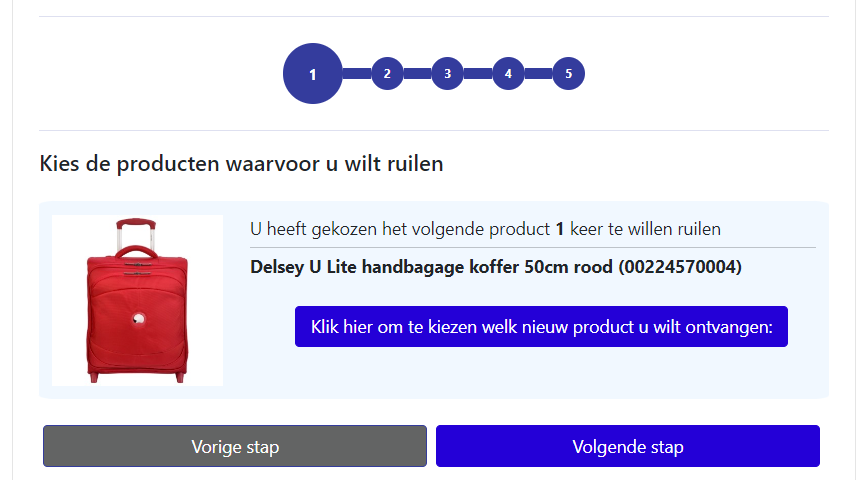 1 2 3 4 5
Kies de producten waarvoor u wilt ruilen
U heeft gekozen het volgende product 1 keer te willen ruilen
Delsey U Lite handbagage koffer 50cm rood (00224570004)
Klik hier om te kiezen welk nieuw product u wilt ontvangen:
Vorige stap
Volgende stap